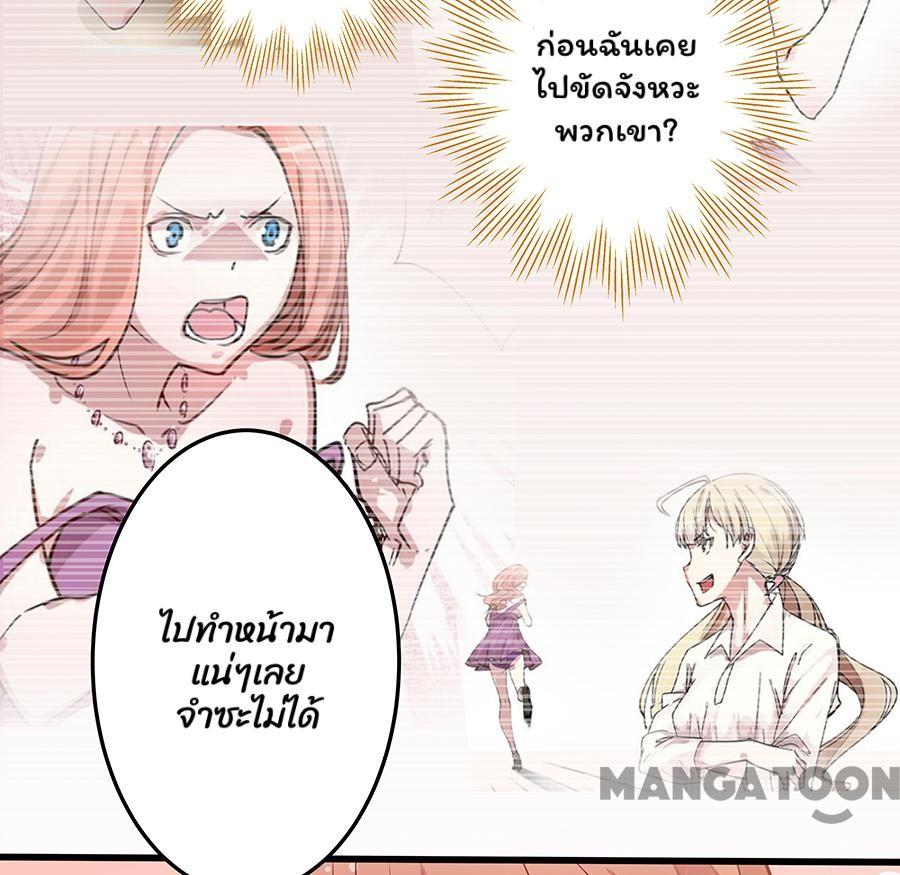 ก่อนฉันเคย
ไปขัดจังหวะ
พวกเขา?
ไปทำหน้ามา
แน่ๆเลย
จำซะไม่ได้
MANGATOON